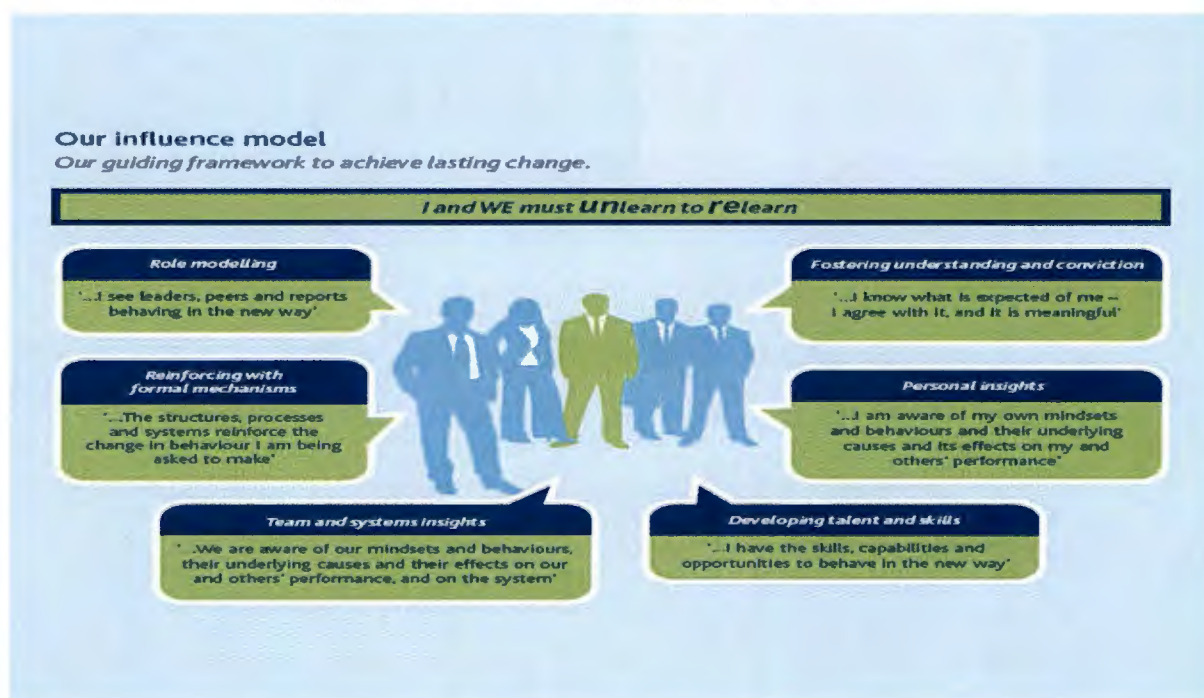 Our influence model
Our guiding framework to achieve lasting change.
I and WE must unlearn to relearn
Role modelling
'...I see leaders, peers and reports
behaving in the new way'
Fostering understanding and conviction
'...I know what is expected of me –
I agree with it, and it is meaningful'
Reinforcing with
formal mechanisms
'...The structures, processes
and systems reinforce the
change in behaviour I am being
asked to make'
Personal insights
'...I am aware of my own mindsets
and behaviours and their underlying
causes and its effects on my and
others' performance'
Team and systems insights
'...We are aware of our mindsets and behaviours,
their underlying causes and their effects on our
and others' performance, and on the system'
Developing talent and skills
'...I have the skills, capabilities and
opportunities to behave in the new way'